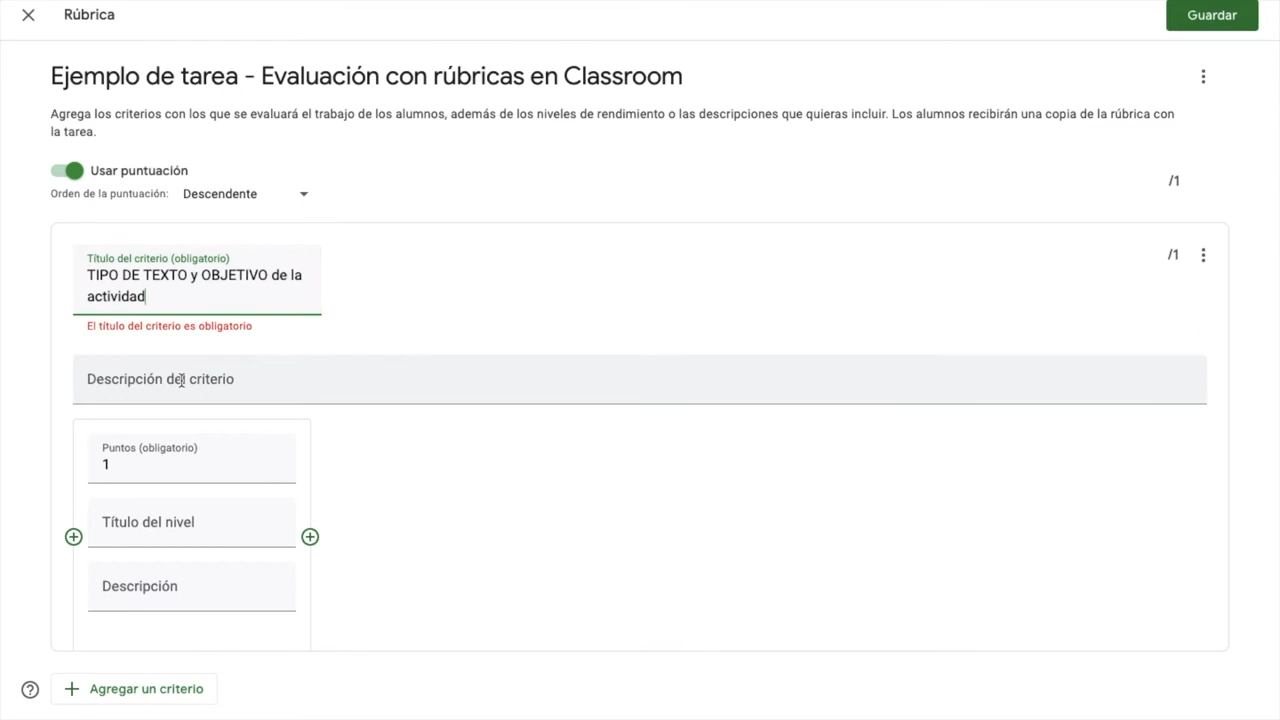 Rúbrica
Guardar
Ejemplo de tarea - Evaluación con rúbricas en Classroom
Agrega los criterios con los que se evaluará el trabajo de los alumnos, además de los niveles de rendimiento o las descripciones que quieras incluir. Los alumnos recibirán una copia de la rúbrica con
la tarea.
Usar puntuación
/1
Orden de la puntuación: Descendente
Título del criterio (obligatorio)
/1
TIPO DE TEXTO y OBJETIVO de la
actividad
El título del criterio es obligatorio
Descripción del criterio
Puntos (obligatorio)
1
Título del nivel
Descripción
Agregar un criterio